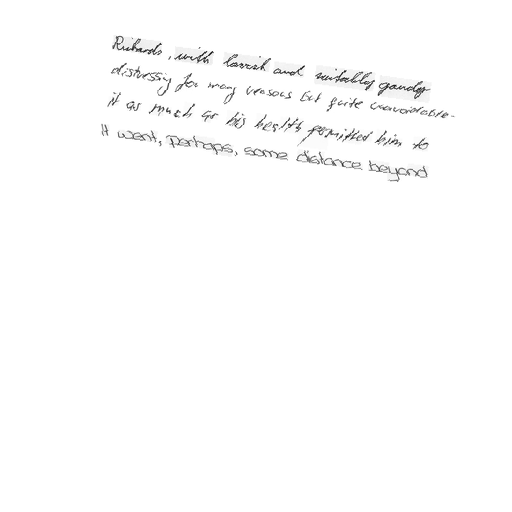 Richards, with lavish and suitably gaudy
distressing for many reasons but quite unavoidable.
it as much as his health permitted him to
It went, perhaps, some distance beyond